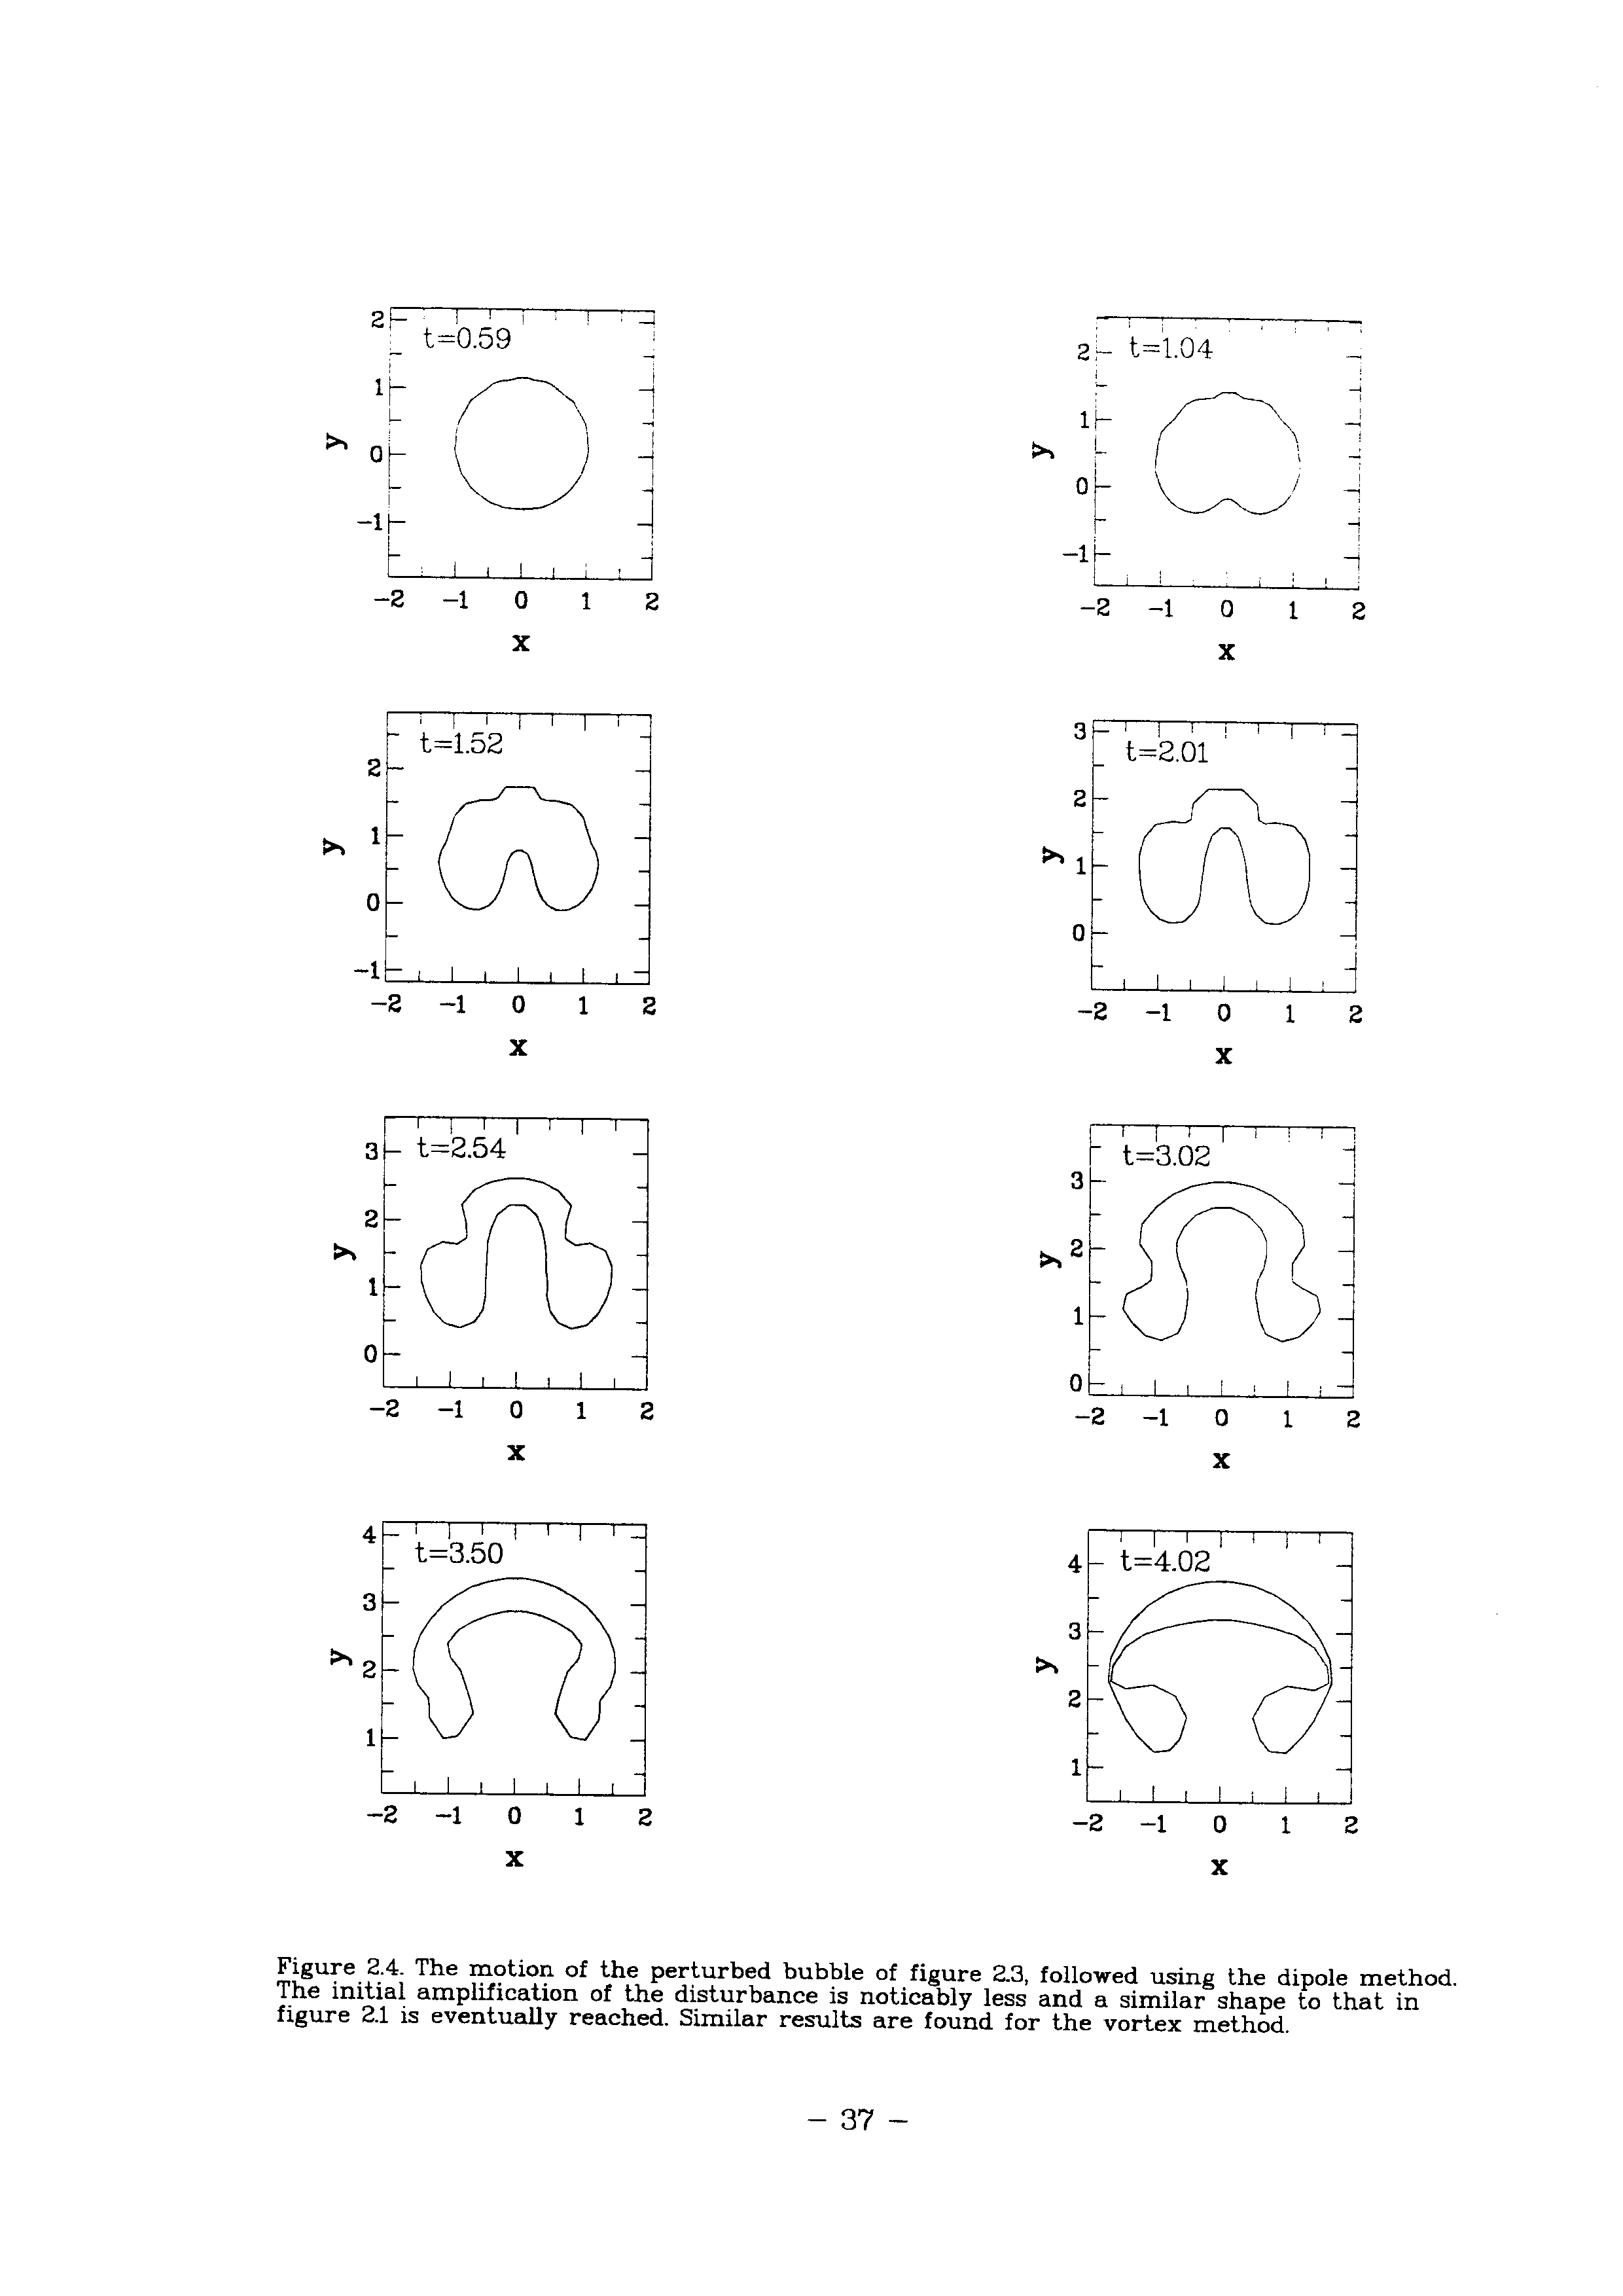 t=0.59
2
1
0
-1
y
-2 -1 0 1 2
x
t=1.04
2
1
0
-1
y
-2 -1 0 1 2
x
t=1.52
2
1
0
-1
y
-2 -1 0 1 2
x
t=2.01
3
2
1
0
y
-2 -1 0 1 2
x
t=2.54
3
2
1
0
y
-2 -1 0 1 2
x
t=3.02
3
2
1
0
y
-2 -1 0 1 2
x
t=3.50
4
3
2
1
y
-2 -1 0 1 2
x
t=4.02
4
3
2
1
y
-2 -1 0 1 2
x
Figure 2.4. The motion of the perturbed bubble of figure 2.3, followed using the dipole method.
The initial amplification of the disturbance is noticably less and a similar shape to that in
figure 2.1 is eventually reached. Similar results are found for the vortex method.
- 37 -